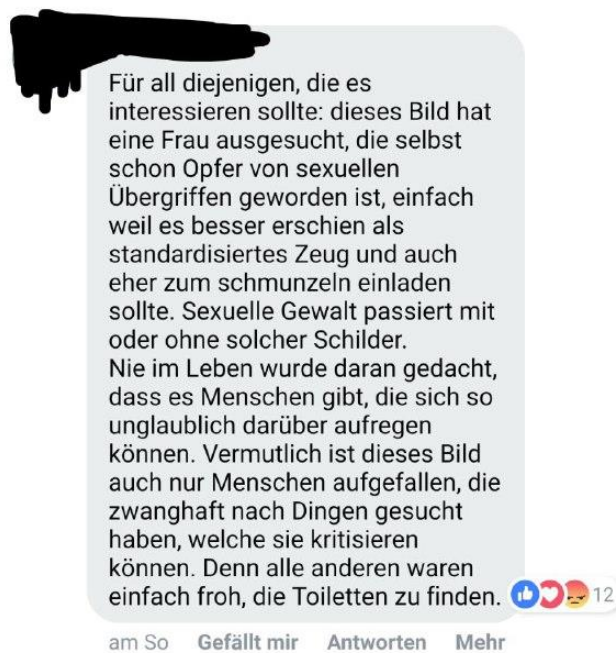 Für all diejenigen, die es
interessieren sollte: dieses Bild hat
eine Frau ausgesucht, die selbst
schon Opfer von sexuellen
Übergriffen geworden ist, einfach
weil es besser erschien als
standardisiertes Zeug und auch
eher zum schmunzeln einladen
sollte. Sexuelle Gewalt passiert mit
oder ohne solcher Schilder.
Nie im Leben wurde daran gedacht,
dass es Menschen gibt, die sich so
unglaublich darüber aufregen
können. Vermutlich ist dieses Bild
auch nur Menschen aufgefallen, die
zwanghaft nach Dingen gesucht
haben, welche sie kritisieren
können. Denn alle anderen waren
einfach froh, die Toiletten zu finden. 12
am So Gefällt mir Antworten Mehr